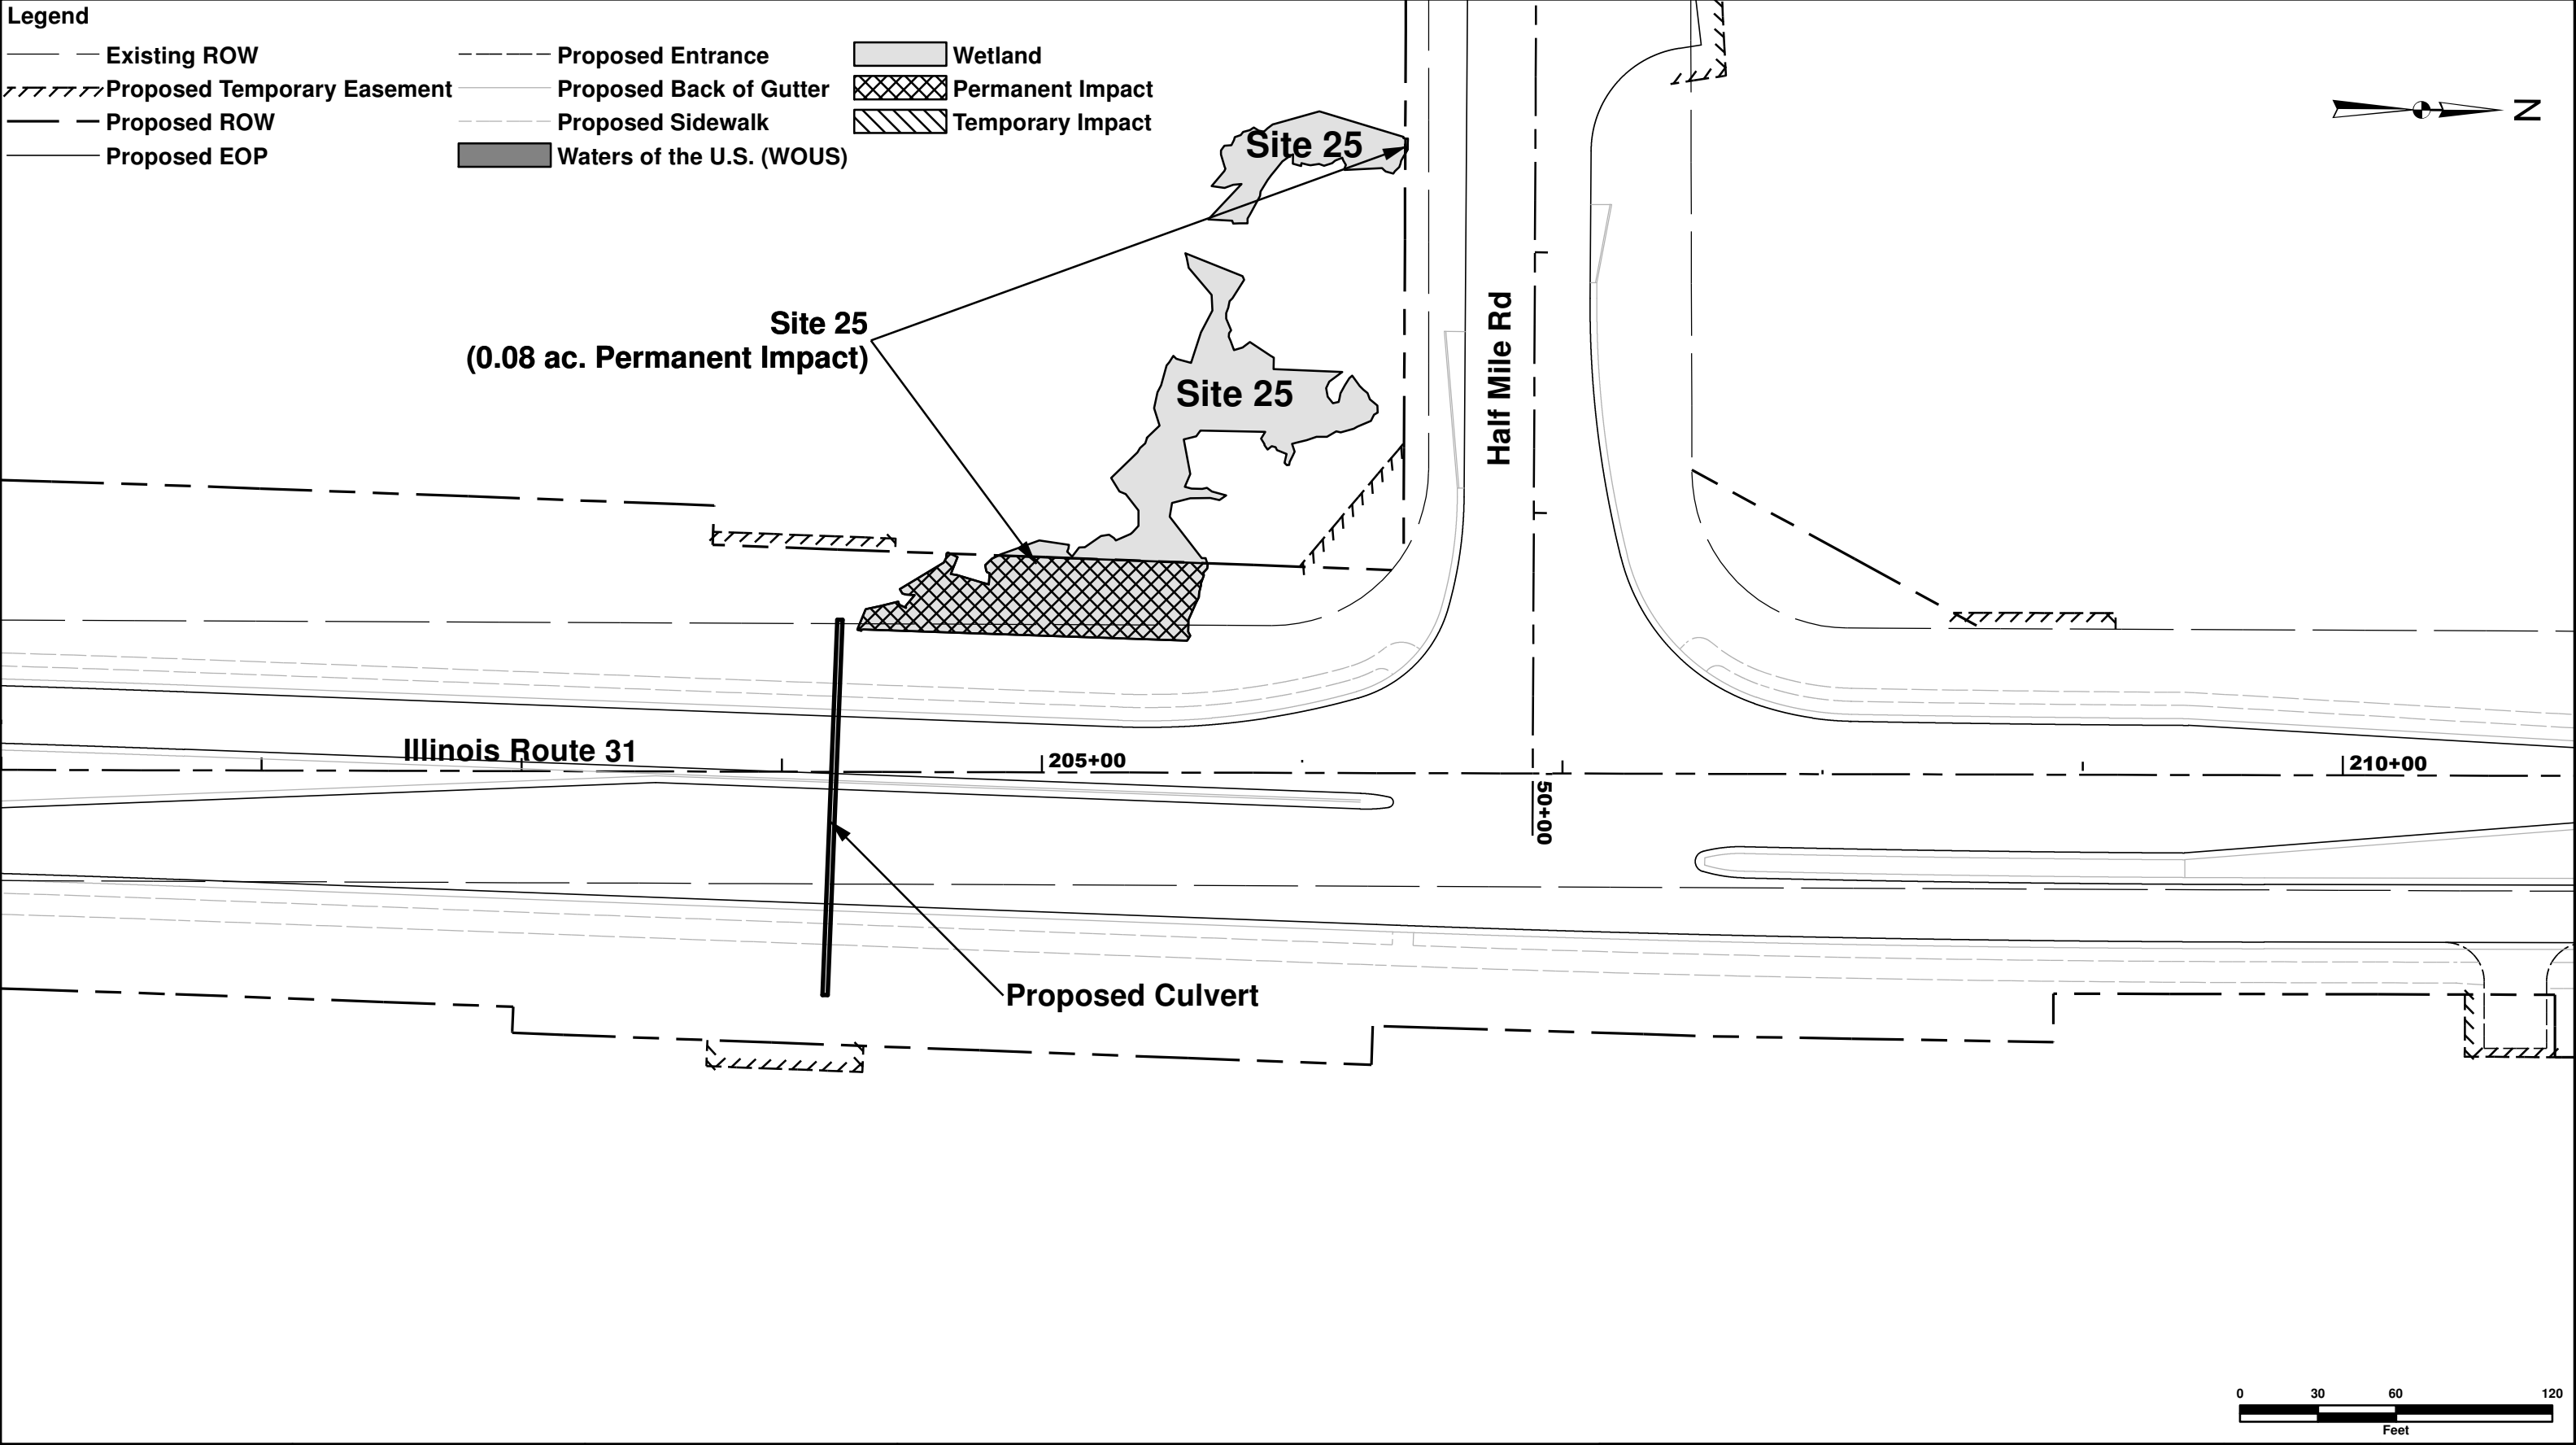 Legend
Existing ROW
Proposed Temporary Easement
Proposed ROW
Proposed EOP
Proposed Entrance
Proposed Back of Gutter
Proposed Sidewalk
Waters of the U.S. (WOUS)
Wetland
Permanent Impact
Temporary Impact
N
Site 25
Site 25
(0.08 ac. Permanent Impact)
Site 25
Half Mile Rd
Illinois Route 31
205+00
210+00
50+00
Proposed Culvert
0 30 60 120
Feet